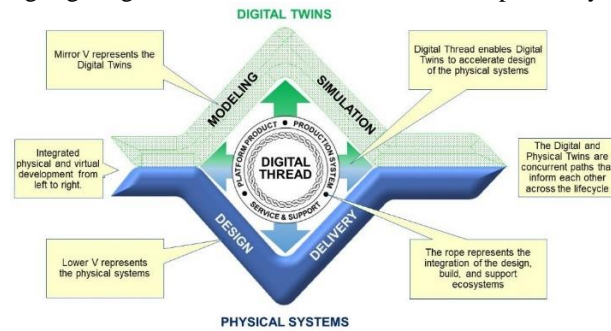 DIGITAL TWINS
Mirror V represents the
Digital Twins
Digital Thread enables Digital
Twins to accelerate design
of the physical systems
MODELING
SIMULATION
PLATFORM PRODUCT • PRODUCTION SYSTEM •
DIGITAL
THREAD
SERVICE & SUPPORT
Integrated
physical and virtual
development from
left to right.
The Digital and
Physical Twins are
concurrent paths tha
inform each other
across the lifecycle
DESIGN
DELIVERY
Lower V represents
the physical systems
The rope represents the
integration of the design,
build, and support
ecosystems
PHYSICAL SYSTEMS